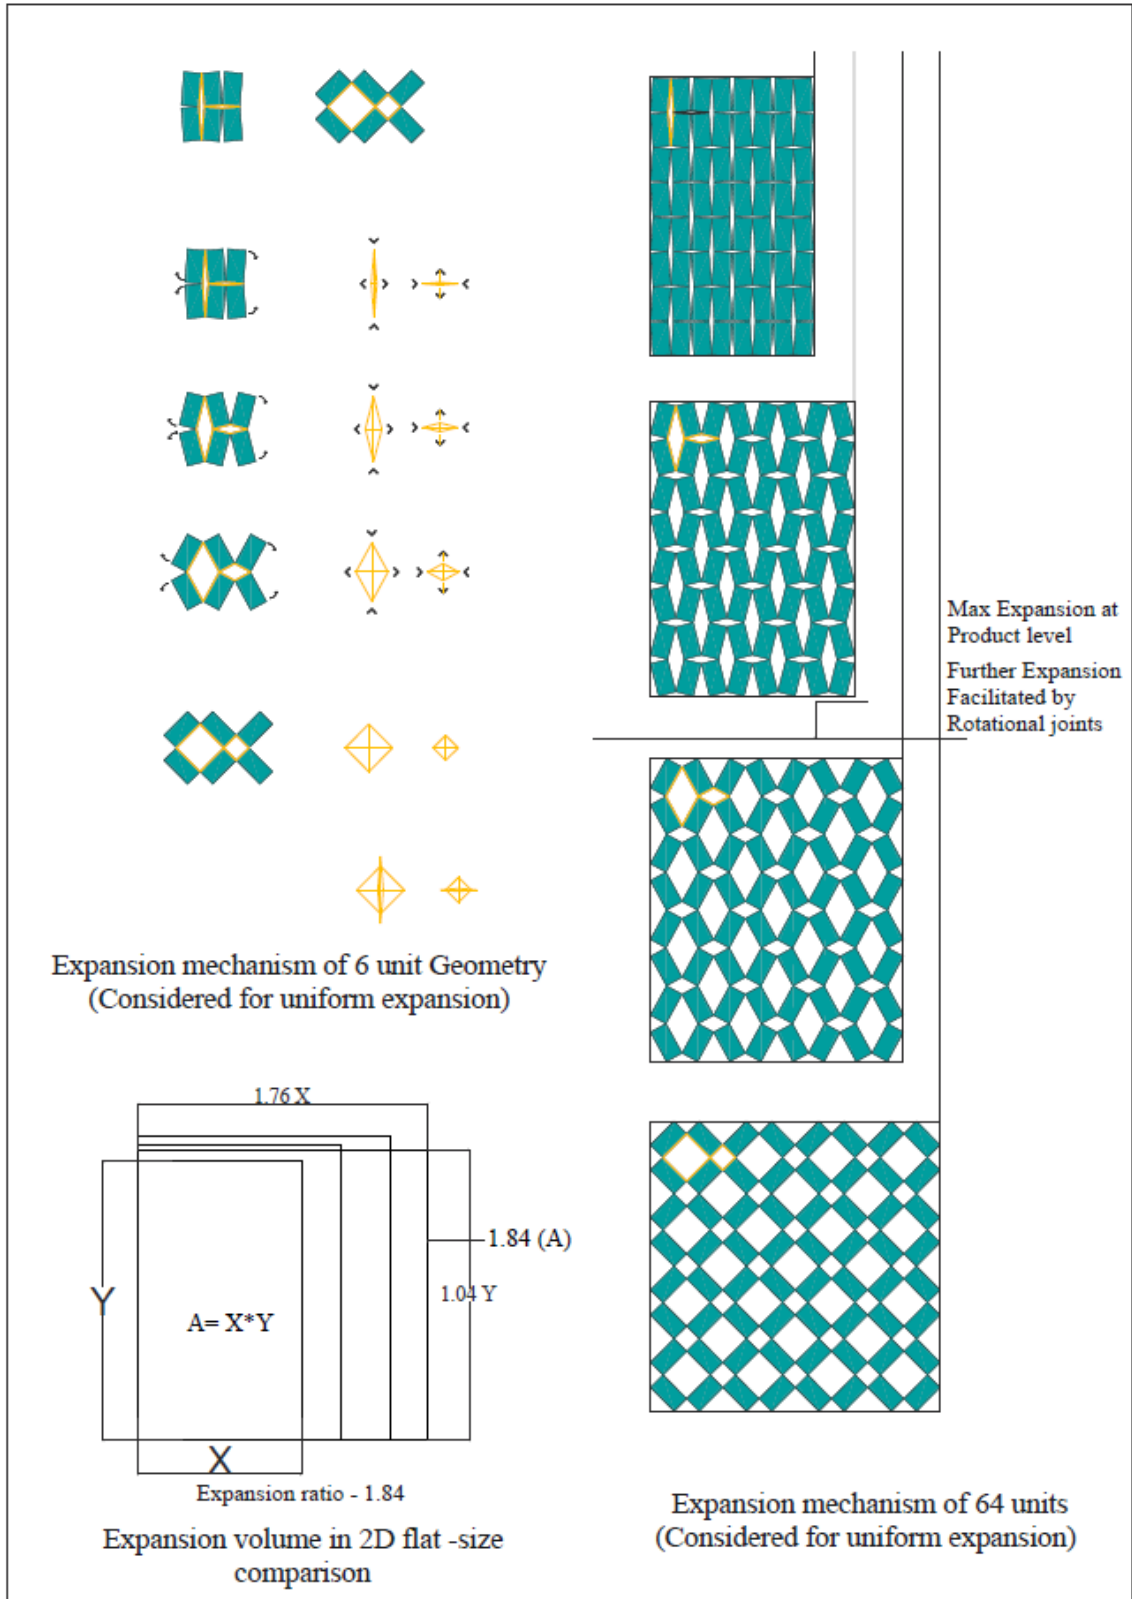 Max Expansion at
Product level
Further Expansion
Facilitated by
Rotational joints
Expansion mechanism of 6 unit Geometry
(Considered for uniform expansion)
1.76 X
1.84 (A)
Y
1.04 Y
A= X*Y
X
Expansion ratio - 1.84
Expansion volume in 2D flat -size
comparison
Expansion mechanism of 64 units
(Considered for uniform expansion)